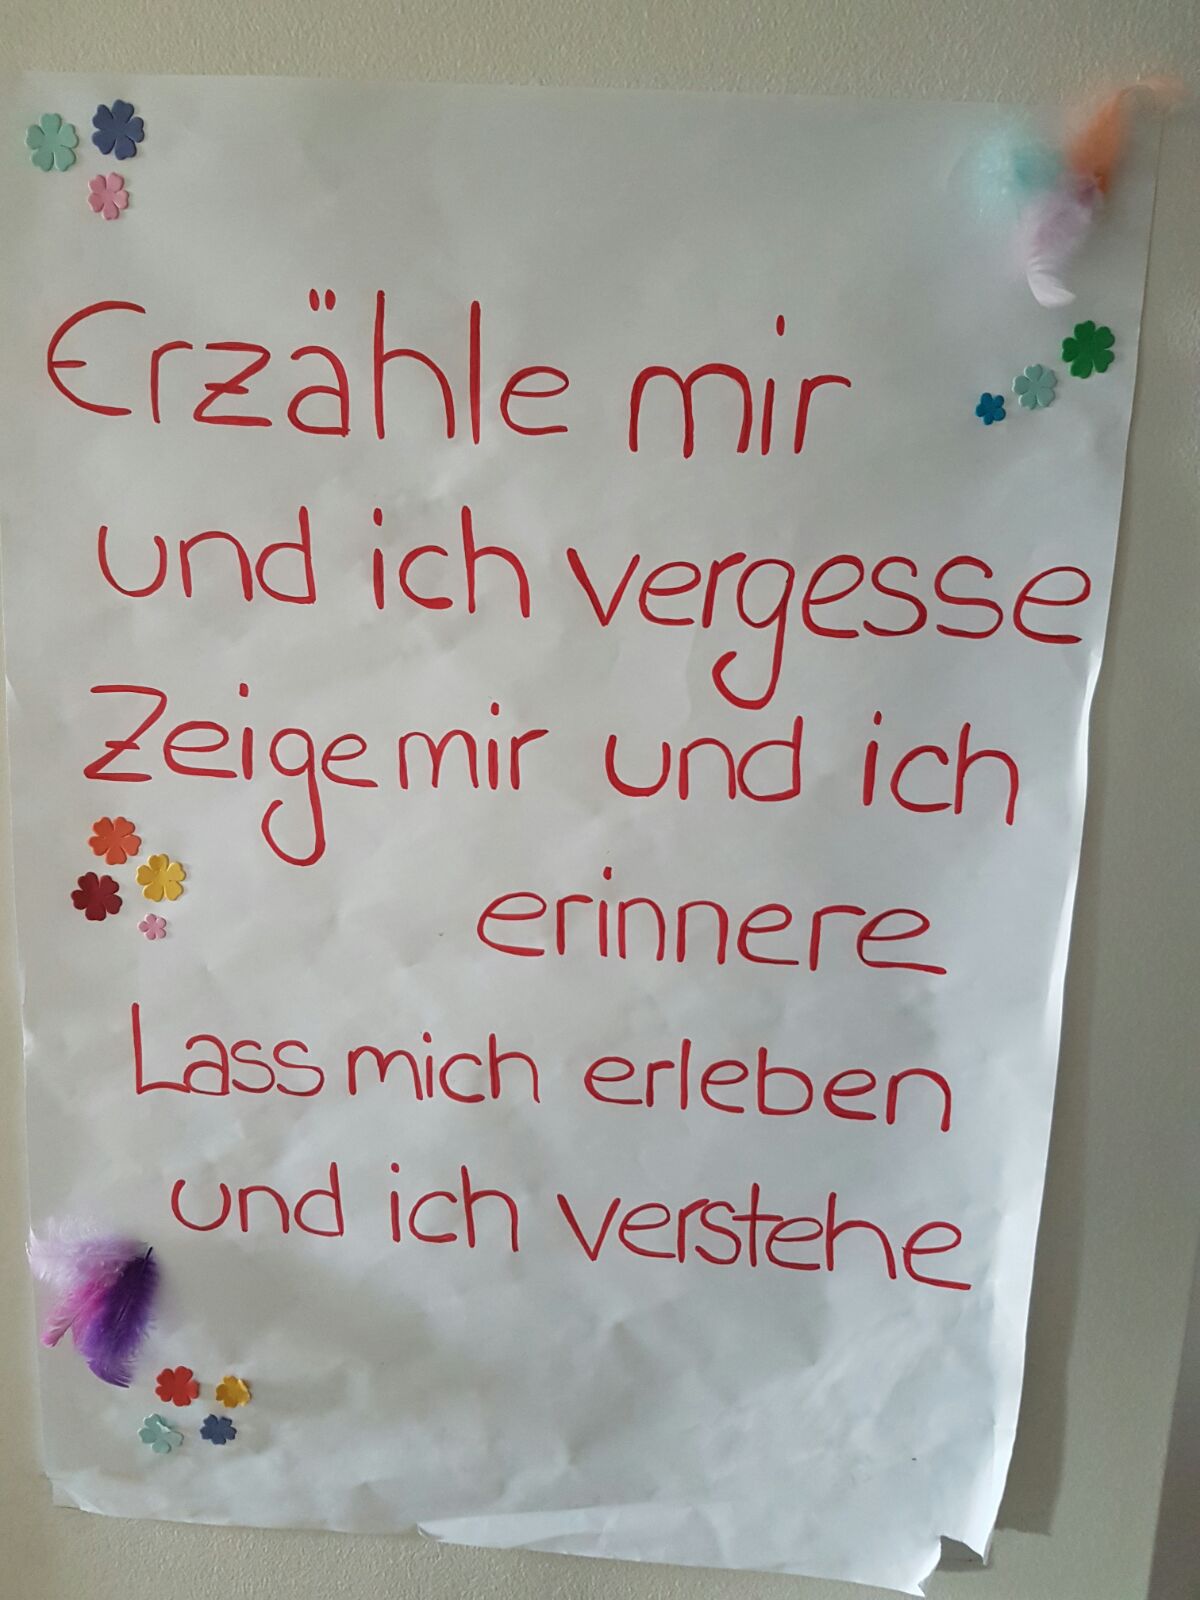 Erzähle mir
und ich vergesse
Zeige mir und ich
erinnere
Lass mich erleben
und ich verstehe